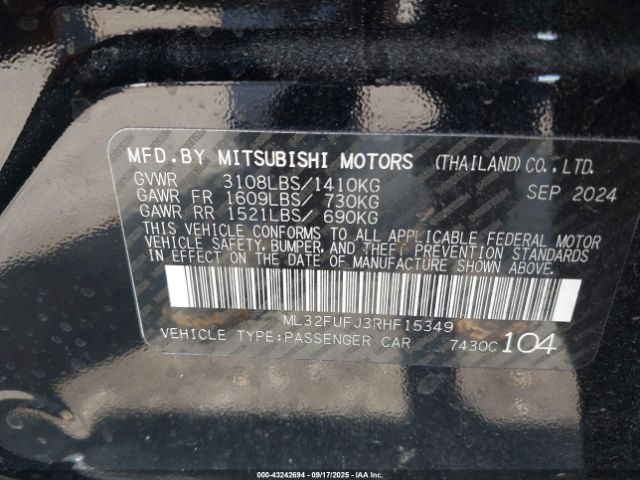 MFD.BY MITSUBISHI MOTORS (THAILAND)CO.,LTD.
GVWR 3108LBS/1410KG SEP 2024
GAWR FR 1609LBS/ 730KG
GAWR RR 1521LBS/ 690KG
THIS VEHICLE CONFORMS TO ALL APPLICABLE FEDERAL MOTOR
VEHICLE SAFETY, BUMPER, AND THEFT PREVENTION STANDARDS
IN EFFECT ON THE DATE OF MANUFACTURE SHOWN ABOVE.
ML32FUFJ3RHF15349
VEHICLE TYPE:PASSENGER CAR 7430C 104
000-43242694 - 09/17/2025 - IAA Corp.